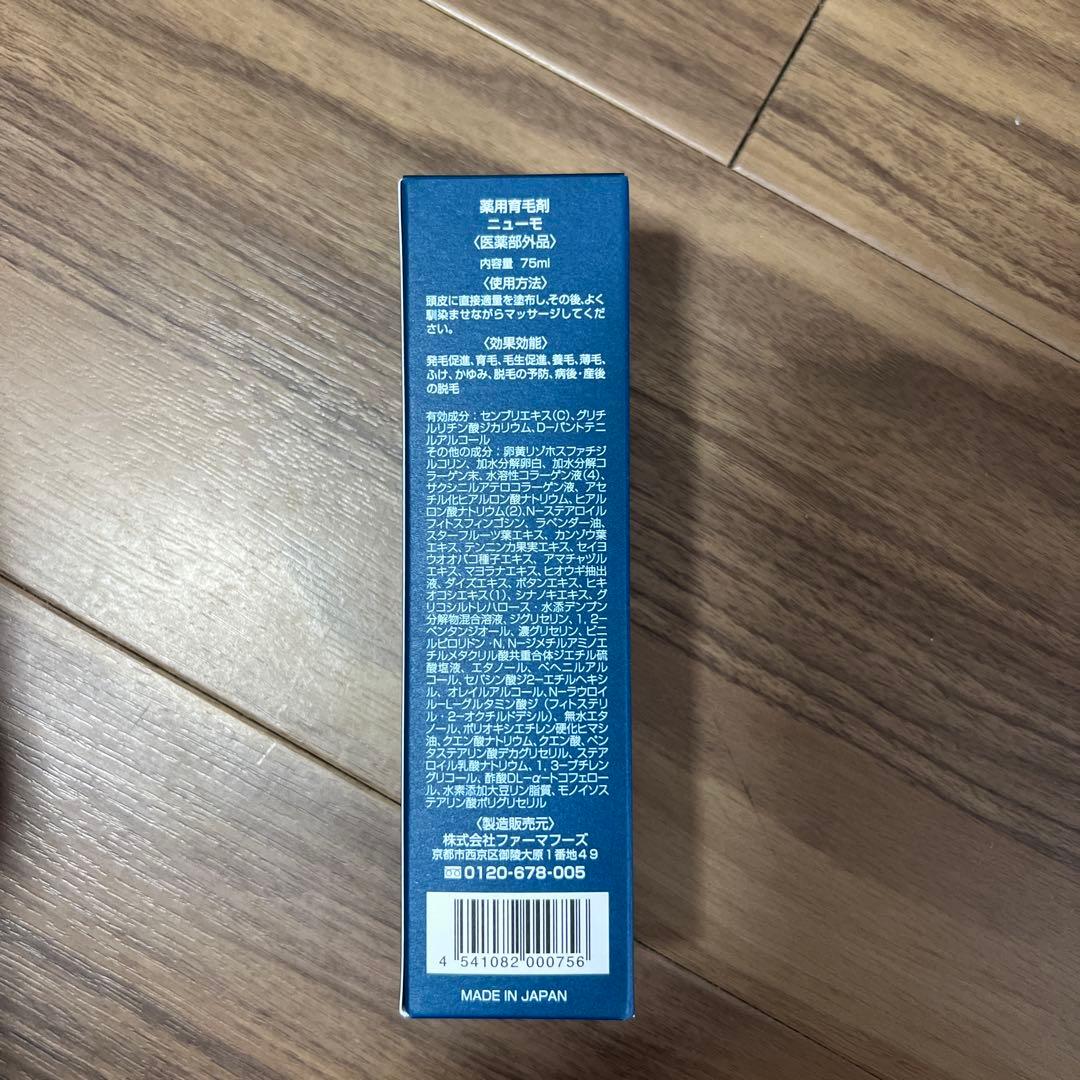 薬用育毛剤
ニューモ
〈医薬部外品〉
内容量 75ml
〈使用方法〉
頭皮に直接適量を塗布し、その後、よく
馴染ませながらマッサージしてくだ
さい。
〈効果効能〉
発毛促進、育毛、毛生促進、養毛、薄毛、
ふけ、かゆみ、脱毛の予防、病後・産後
の脱毛
有効成分：センブリエキス(C)、グリチ
ルリチン酸ジカリウム、D-パントテニ
ルアルコール
その他の成分：卵黄リゾホスファチジ
ルコリン、加水分解卵白、加水分解コ
ラーゲン末、水溶性コラーゲン液(4)、
サクシニルアテロコラーゲン液、アセ
チル化ヒアルロン酸ナトリウム、ヒアル
ロン酸ナトリウム(2)、N-ステアロイル
フィトスフィンゴシン、ラベンダー油、
スターフルーツ葉エキス、カンゾウ葉
エキス、テンニンカ果実エキス、セイヨ
ウオオバコ種子エキス、アマチャヅル
エキス、マヨラナエキス、ヒオウギ抽出
液、ダイズエキス、ボタンエキス、ヒキ
オコシエキス(1)、シナノキエキス、グ
リコシルトレハロース・水添デンプン
分解物混合溶液、ジグリセリン、1, 2-
ペンタンジオール、濃グリセリン、ビニ
ルピロリドン・N, N-ジメチルアミノエ
チルメタクリル酸共重合体ジエチル硫
酸塩液、エタノール、ベヘニルアル
コール、セバシン酸ジ2-エチルヘキシ
ル、オレイルアルコール、N-ラウロイ
ル-L-グルタミン酸ジ(フィトステリ
ル・2-オクチルドデシル)、無水エタ
ノール、ポリオキシエチレン硬化ヒマシ
油、クエン酸ナトリウム、クエン酸、ペン
タステアリン酸デカグリセリル、ステア
ロイル乳酸ナトリウム、1, 3-ブチレン
グリコール、酢酸DL-α-トコフェロー
ル、水素添加大豆リン脂質、モノイソス
テアリン酸ポリグリセリル
〈製造販売元〉
株式会社ファーマフーズ
京都市西京区御陵大原1番地49
0120-678-005
4 541082 000756
MADE IN JAPAN